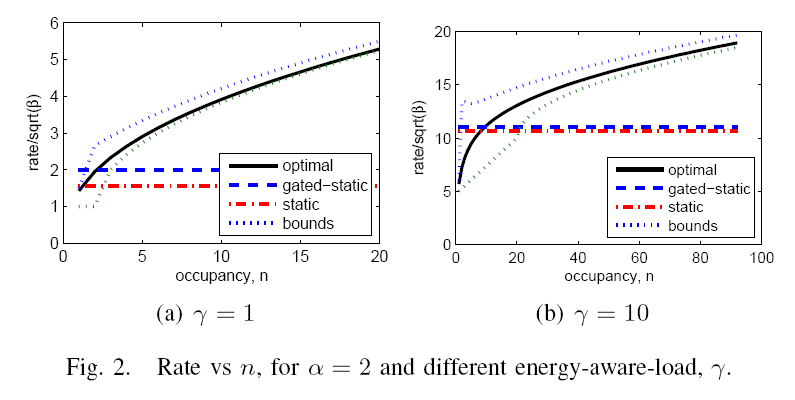 6
5
4
3
2
1
0
rate/sqrt(β)
0
5
10
15
20
occupancy, n
optimal
gated−static
static
bounds
(a) γ = 1
20
15
10
5
0
rate/sqrt(β)
0
20
40
60
80
100
occupancy, n
optimal
gated−static
static
bounds
(b) γ = 10
Fig. 2. Rate vs n, for α = 2 and different energy-aware-load, γ.